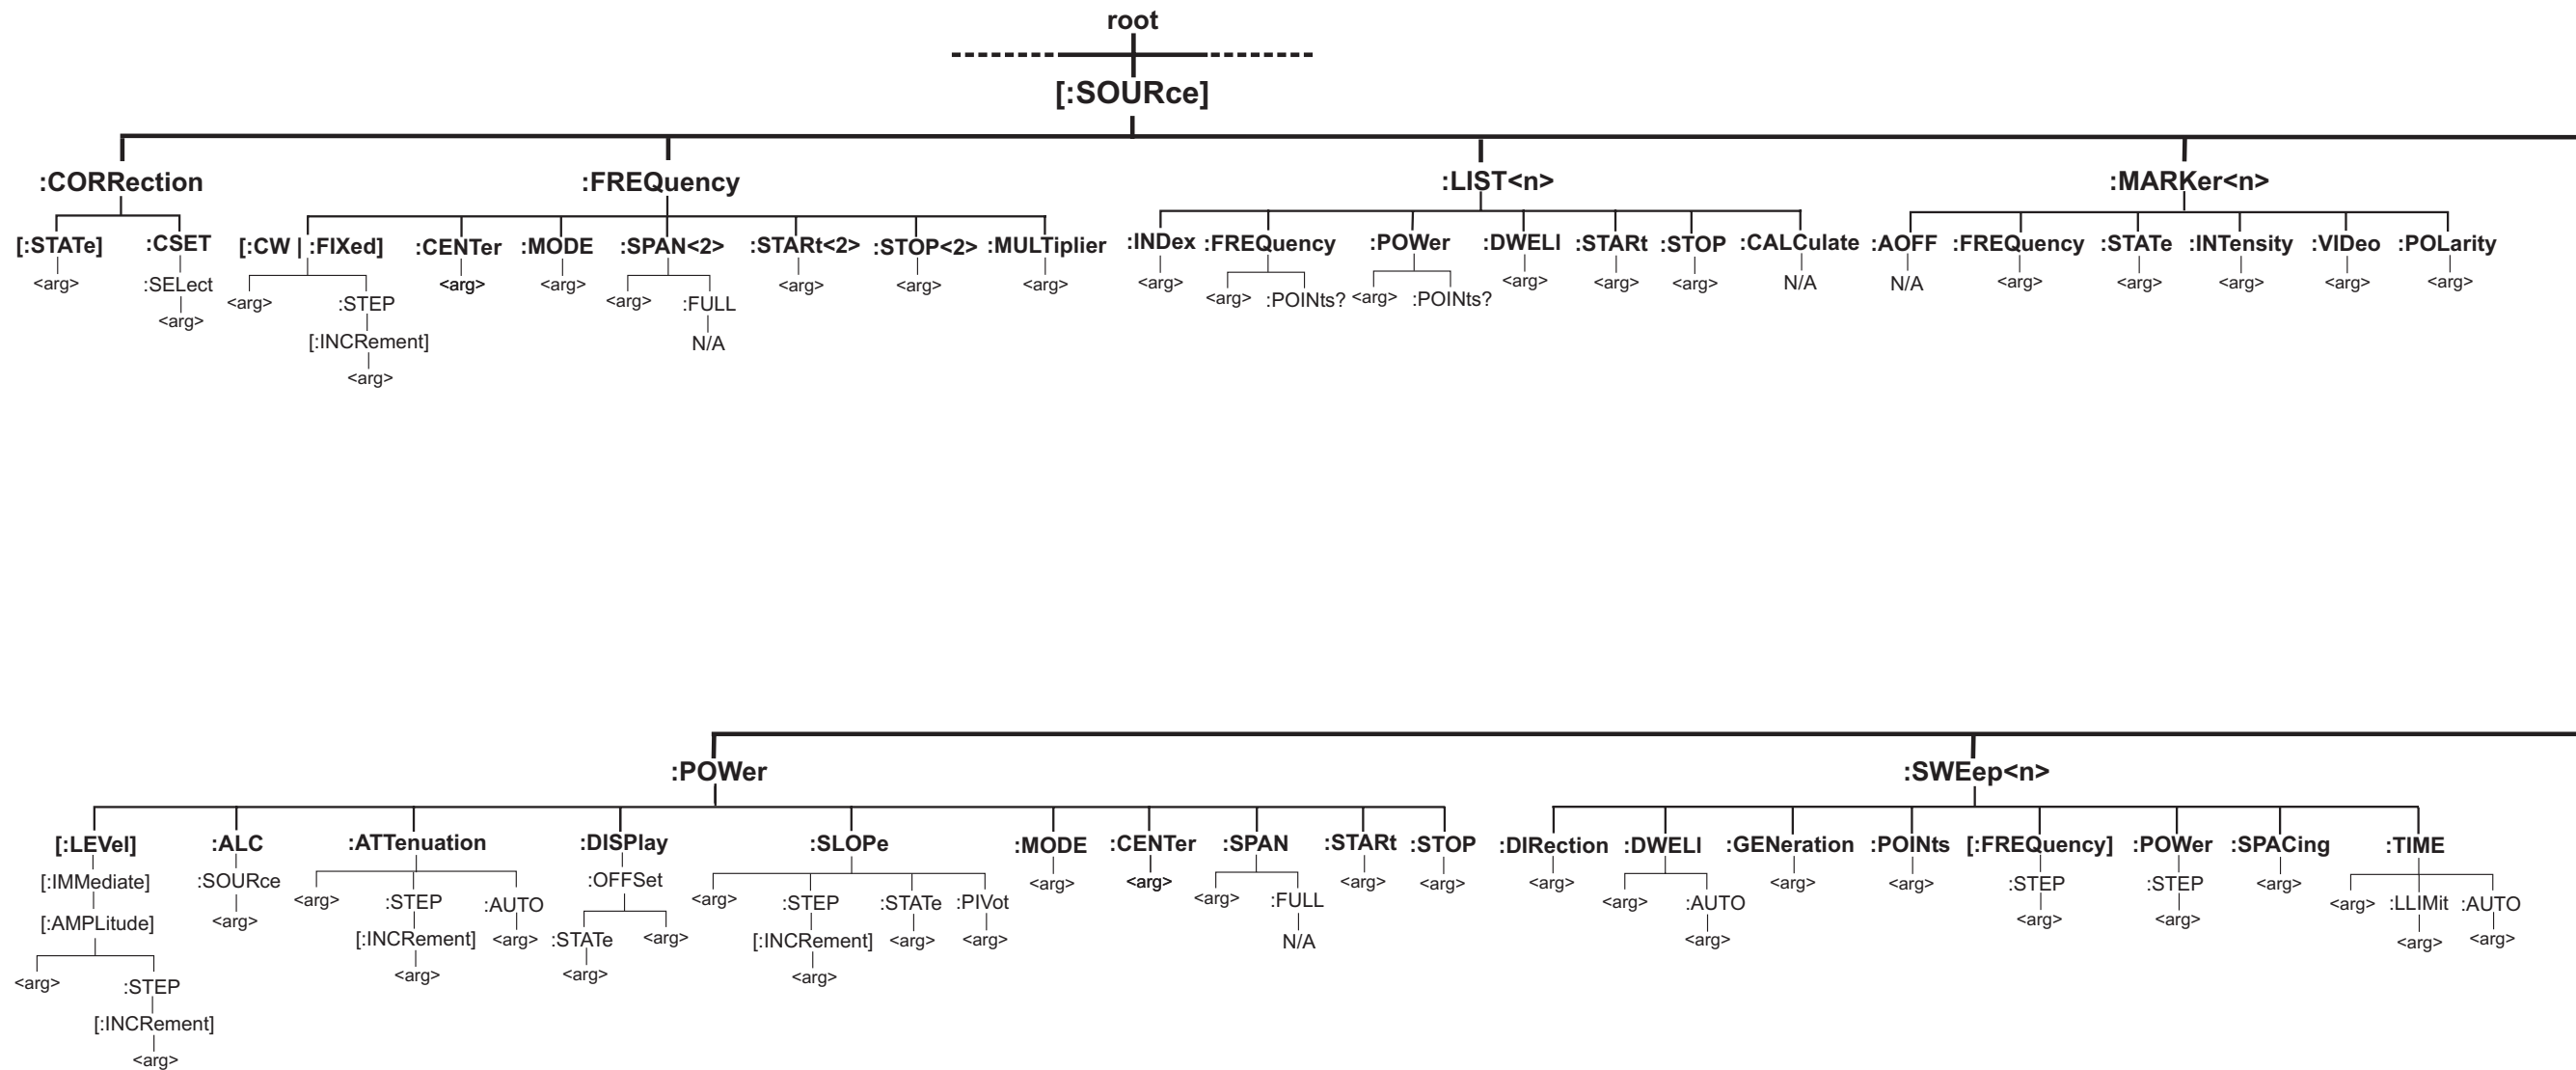 root
[:SOURce]
:CORRection :FREQuency :LIST<n> :MARKer<n>
[:STATe] :CSET [:CW | :FIXed] :CENTer :MODE :SPAN<2> :STARt<2> :STOP<2> :MULTiplier :INDex :FREQuency :POWer :DWELl :STARt :STOP :CALCulate :AOFF :FREQuency :STATe :INTensity :VIDeo :POLarity
<arg> :SELect <arg> <arg> <arg> <arg> <arg> <arg> <arg> <arg> <arg> N/A N/A <arg> <arg> <arg> <arg> <arg>
<arg> :STEP <arg> :FULL <arg> :POINts? <arg> :POINts?
<arg>
[:INCRement] N/A
<arg>
:POWer :SWEep<n>
[:LEVel] :ALC :ATTenuation :DISPlay :SLOPe :MODE :CENTer :SPAN :STARt :STOP :DIRection :DWELl :GENeration :POINts [:FREQuency] :POWer :SPACing :TIME
[:IMMediate] :SOURce :OFFSet <arg> <arg> <arg> <arg> <arg> <arg> <arg> :STEP :STEP <arg>
<arg> :STEP :AUTO <arg> :STEP :STATe :PIVot <arg> :FULL <arg> :AUTO <arg> :LLIMit :AUTO
[:AMPLitude] <arg> <arg> <arg>
[:INCRement] <arg> :STATe <arg> [:INCRement] <arg> <arg> N/A <arg> <arg> <arg>
<arg> <arg> <arg>
<arg> :STEP
[:INCRement]
<arg>